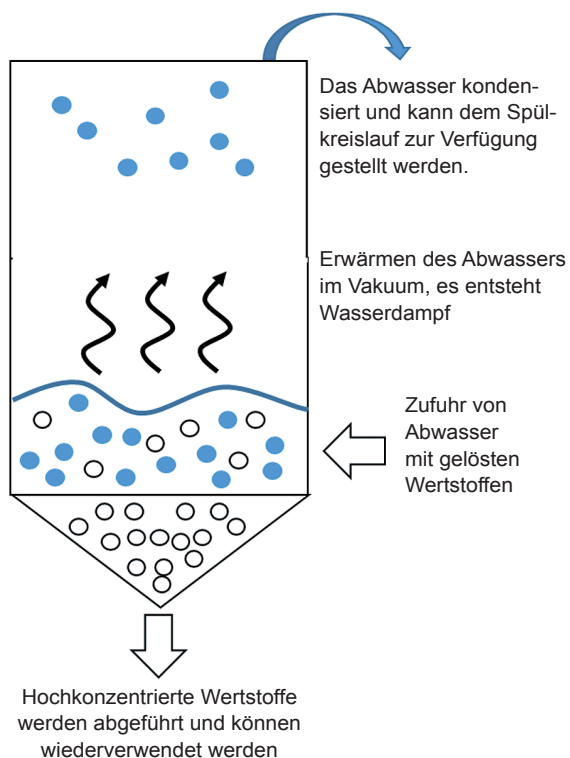 Das Abwasser konden-
siert und kann dem Spül-
kreislauf zur Verfügung
gestellt werden.
Erwärmen des Abwassers
im Vakuum, es entsteht
Wasserdampf
Zufuhr von
Abwasser
mit gelösten
Wertstoffen
Hochkonzentrierte Wertstoffe
werden abgeführt und können
wiederverwendet werden